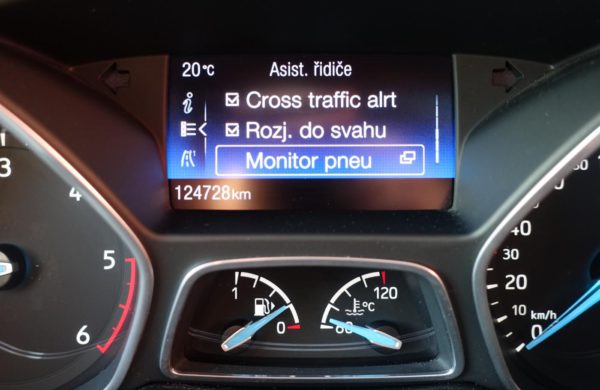 20°C Asist. řidiče
Cross traffic alrt
Rozj. do svahu
Monitor pneu
124728km
3
4
5
6
1
0
°C
120
60
40
30
20
10 km/h
0